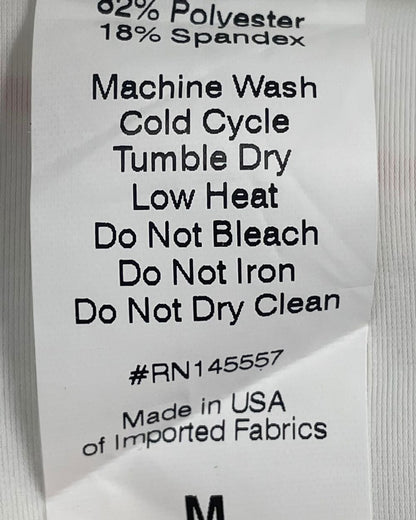 82% Polyester
18% Spandex
Machine Wash
Cold Cycle
Tumble Dry
Low Heat
Do Not Bleach
Do Not Iron
Do Not Dry Clean
#RN145557
Made in USA
of Imported Fabrics
M